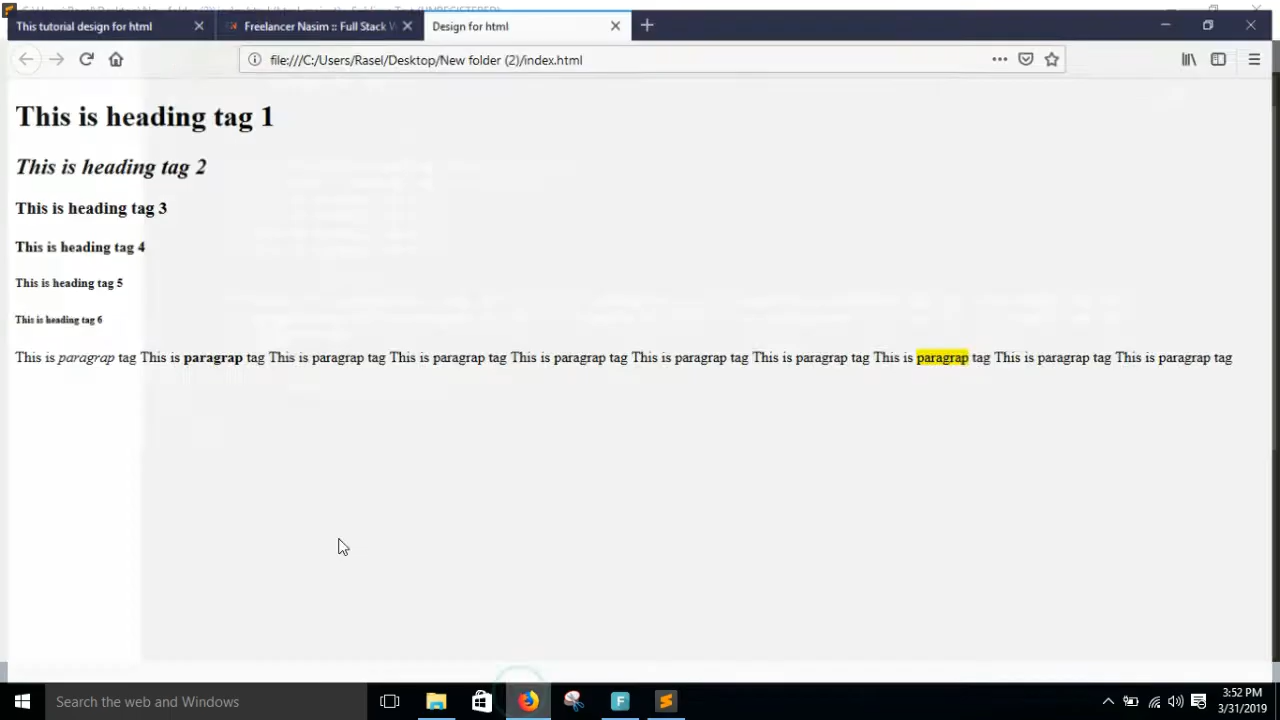 This tutorial design for html
Freelancer Nasim :: Full Stack
Design for html
file:///C:/Users/Rasel/Desktop/New folder (2)/index.html
This is heading tag 1
This is heading tag 2
This is heading tag 3
This is heading tag 4
This is heading tag 5
This is heading tag 6
This is paragrap tag This is paragrap tag This is paragrap tag This is paragrap tag This is paragrap tag This is paragrap tag This is paragrap tag This is paragrap tag This is paragrap tag This is paragrap tag
Search the web and Windows
3:52 PM
3/31/2019